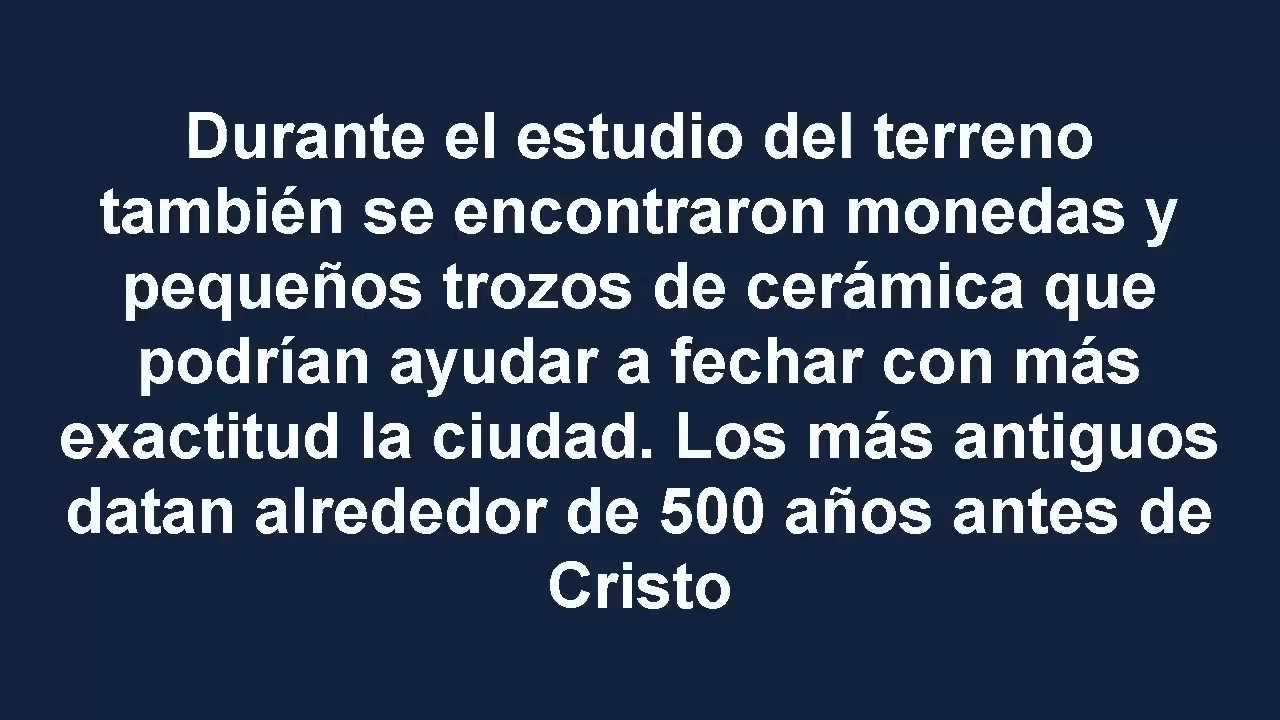 Durante el estudio del terreno
también se encontraron monedas y
pequeños trozos de cerámica que
podrían ayudar a fechar con más
exactitud la ciudad. Los más antiguos
datan alrededor de 500 años antes de
Cristo